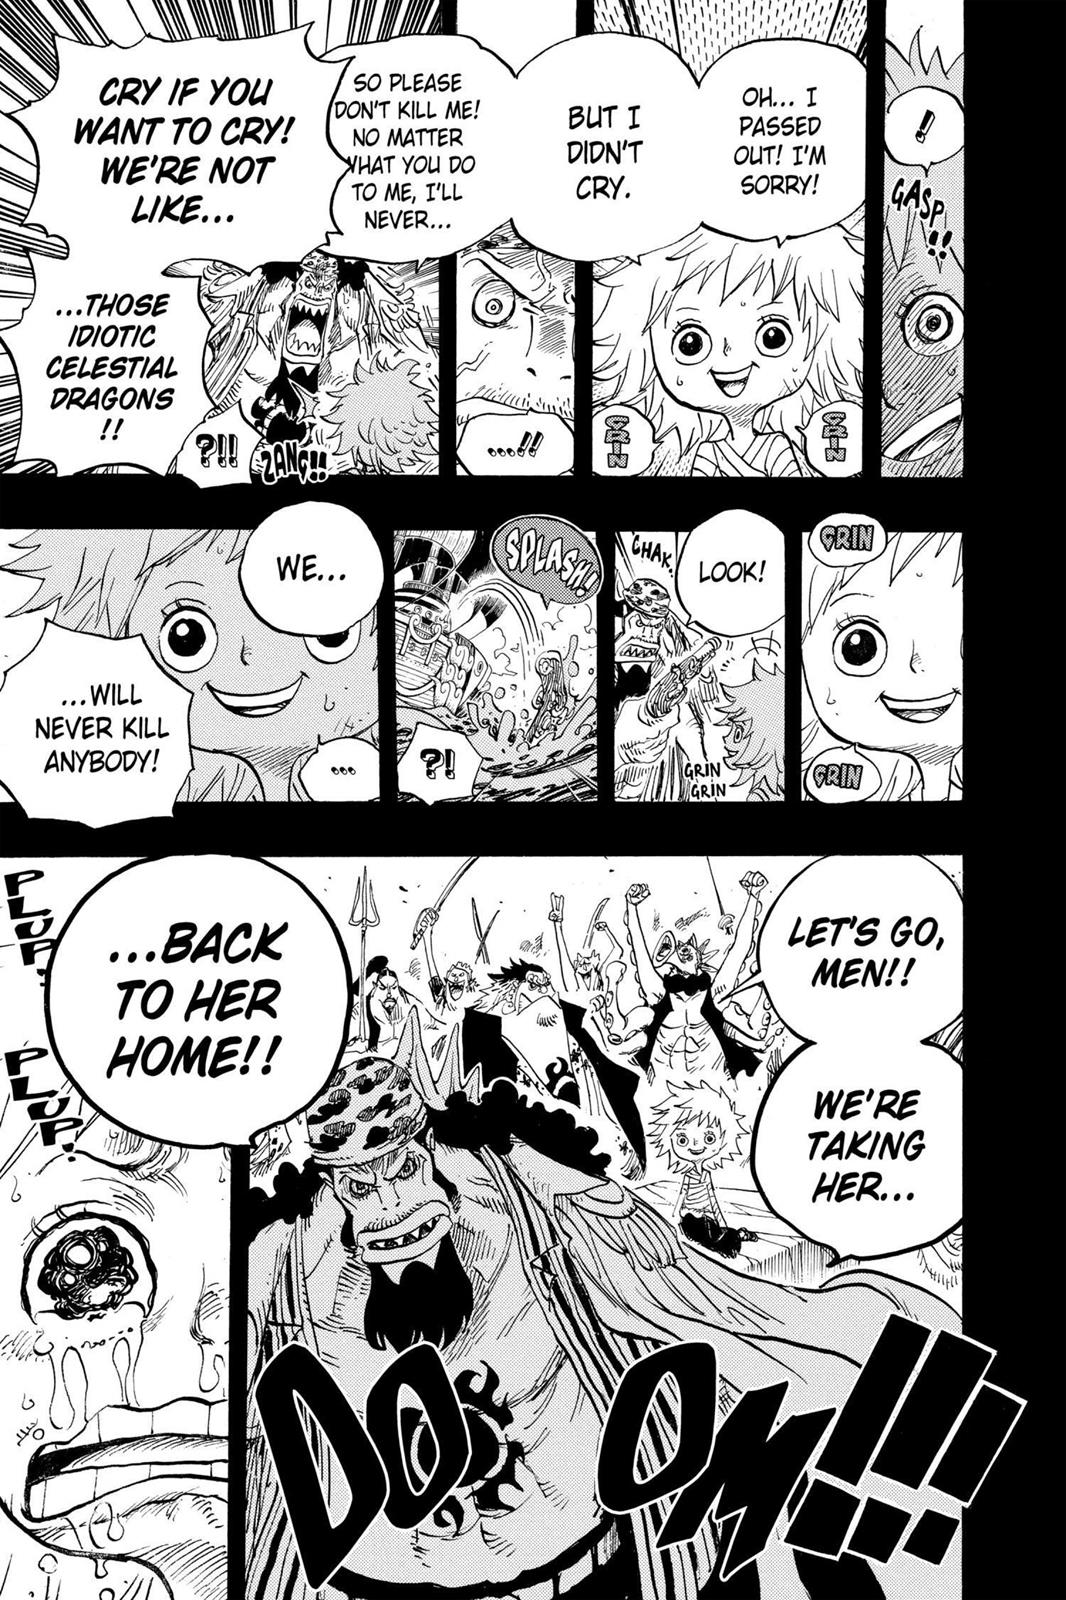 !
GASP!!
OH... I
PASSED
OUT! I'M
SORRY!
GRIN
GRIN
BUT I
DIDN'T
CRY.
...!!
SO PLEASE
DON'T KILL ME!
NO MATTER
WHAT YOU DO
TO ME, I'LL
NEVER...
CRY IF YOU
WANT TO CRY!
WE'RE NOT
LIKE...
...THOSE
IDIOTIC
CELESTIAL
DRAGONS
!!
?!!
ZANG!!
GRIN
GRIN
LOOK!
CHAK.
GRIN
GRIN
SPLASH!
?!
WE...
...
...WILL
NEVER KILL
ANYBODY!
LET'S GO,
MEN!!
WE'RE
TAKING
HER...
...BACK
TO HER
HOME!!
DOOM!!!
PLUP.
PLUP.